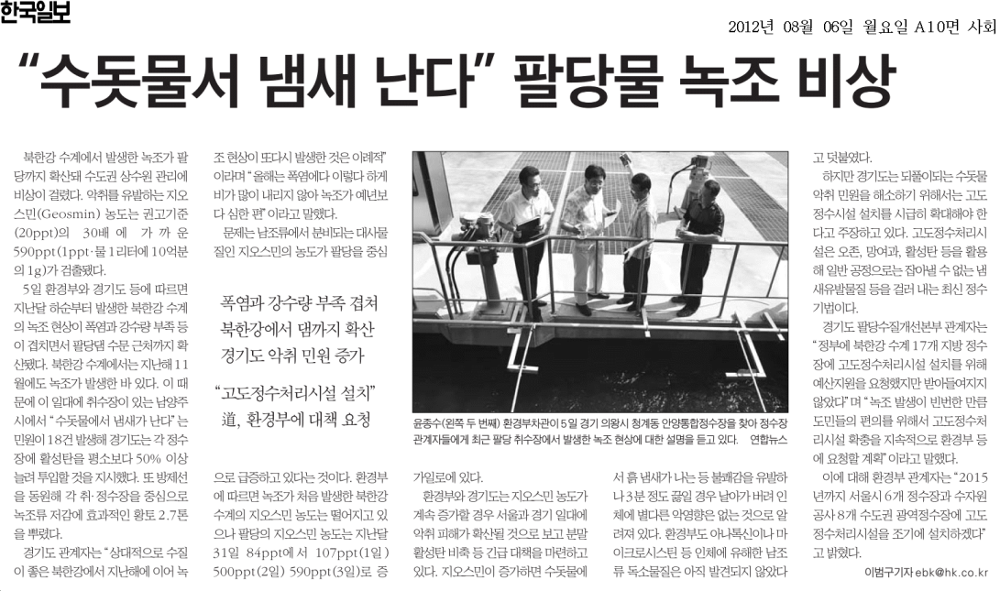 한국일보
2012년 08월 06일 월요일 A10면 사회
“수돗물서 냄새 난다” 팔당물 녹조 비상
북한강 수계에서 발생한 녹조가 팔
당까지 확산돼 수도권 상수원 관리에
비상이 걸렸다. 악취를 유발하는 지오
스민(Geosmin) 농도는 권고기준
(20ppt)의 30배에 가까운
590ppt(1ppt·물 1리터에 10억분
의 1g)가 검출됐다.
5일 환경부와 경기도 등에 따르면
지난달 하순부터 발생한 북한강 수계
의 녹조 현상이 폭염과 강수량 부족 등
이 겹치면서 팔당댐 수문 근처까지 확
산됐다. 북한강 수계에서는 지난해 11
월에도 녹조가 발생한 바 있다. 이 때
문에 이 일대에 취수장이 있는 남양주
시에서 “수돗물에서 냄새가 난다”는
민원이 18건 발생해 경기도는 각 정수
장에 활성탄을 평소보다 50% 이상
늘려 투입할 것을 지시했다. 또 방제선
을 동원해 각 취·정수장을 중심으로
녹조류 저감에 효과적인 황토 2.7톤
을 뿌렸다.
경기도 관계자는 “상대적으로 수질
이 좋은 북한강에서 지난해에 이어 녹
조 현상이 또다시 발생한 것은 이례적”
이라며 “올해는 폭염에다 이렇다 하게
비가 많이 내리지 않아 녹조가 예년보
다 심한 편”이라고 말했다.
문제는 남조류에서 분비되는 대사물
질인 지오스민의 농도가 팔당을 중심
폭염과 강수량 부족 겹쳐
북한강에서 댐까지 확산
경기도 악취 민원 증가
“고도정수처리시설 설치”
道, 환경부에 대책 요청
으로 급증하고 있다는 것이다. 환경부
에 따르면 녹조가 처음 발생한 북한강
수계의 지오스민 농도는 떨어지고 있
으나 팔당의 지오스민 농도는 지난달
31일 84ppt에서 107ppt(1일)
500ppt(2일) 590ppt(3일)로 증
윤종수(왼쪽 두 번째) 환경부차관이 5일 경기 의왕시 청계동 안양통합정수장을 찾아 정수장
관계자들에게 최근 팔당 취수장에서 발생한 녹조 현상에 대한 설명을 듣고 있다. 연합뉴스
가일로에 있다.
환경부와 경기도는 지오스민 농도가
계속 증가할 경우 서울과 경기 일대에
악취 피해가 확산될 것으로 보고 분말
활성탄 비축 등 긴급 대책을 마련하고
있다. 지오스민이 증가하면 수돗물에
서 흙 냄새가 나는 등 불쾌감을 유발하
나 3분 정도 끓일 경우 날아가 버려 인
체에 별다른 악영향은 없는 것으로 알
려져 있다. 환경부도 아나톡신이나 마
이크로시스틴 등 인체에 유해한 남조
류 독소물질은 아직 발견되지 않았다
고 덧붙였다.
하지만 경기도는 되풀이되는 수돗물
악취 민원을 해소하기 위해서는 고도
정수시설 설치를 시급히 확대해야 한
다고 주장하고 있다. 고도정수처리시
설은 오존, 망여과, 활성탄 등을 활용
해 일반 공정으로는 잡아낼 수 없는 냄
새유발물질 등을 걸러 내는 최신 정수
기법이다.
경기도 팔당수질개선본부 관계자는
“정부에 북한강 수계 17개 지방 정수
장에 고도정수처리시설 설치를 위해
예산지원을 요청했지만 받아들여지지
않았다”며 “녹조 발생이 빈번한 만큼
도민들의 편의를 위해서 고도정수처
리시설 확충을 지속적으로 환경부 등
에 요청할 계획”이라고 말했다.
이에 대해 환경부 관계자는 “2015
년까지 서울시 6개 정수장과 수자원
공사 8개 수도권 광역정수장에 고도
정수처리시설을 조기에 설치하겠다”
고 밝혔다.
이범구기자 ebk@hk.co.kr